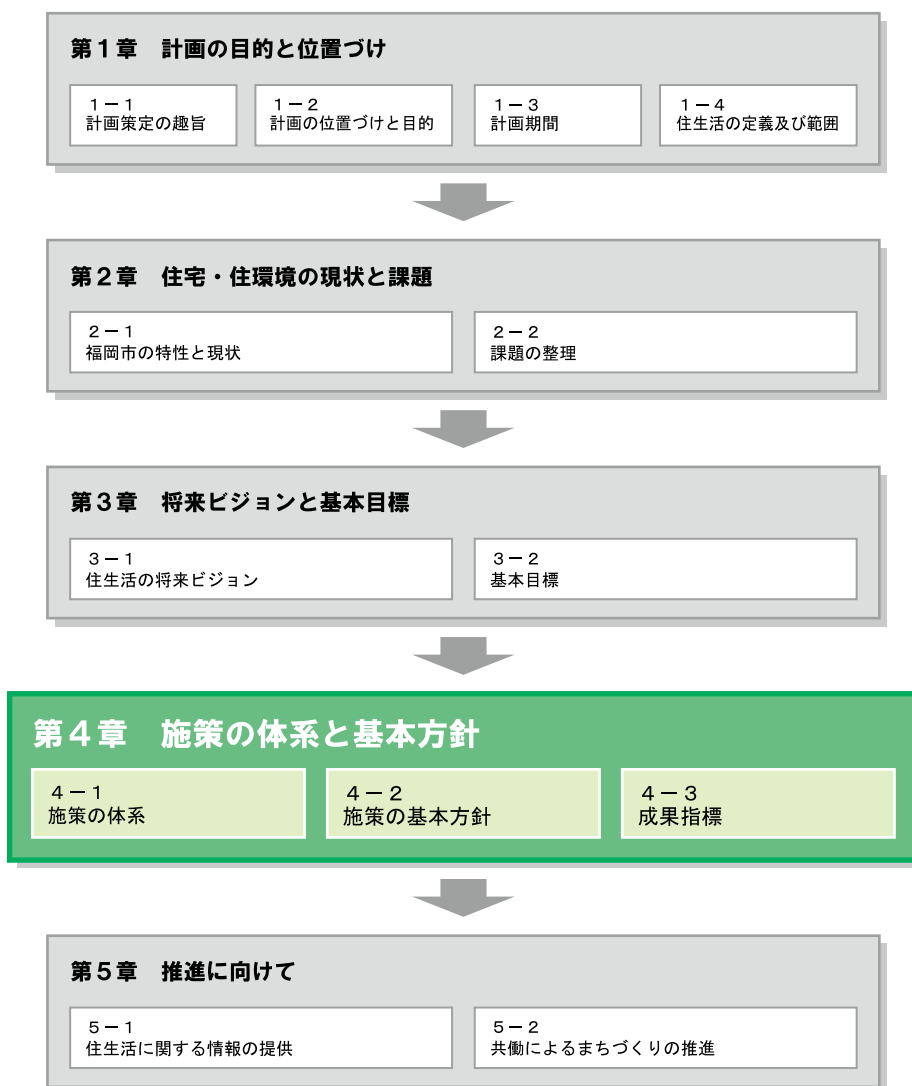 第1章　計画の目的と位置づけ
1－1
計画策定の趣旨
1－2
計画の位置づけと目的
1－3
計画期間
1－4
住生活の定義及び範囲
第2章　住宅・住環境の現状と課題
2－1
福岡市の特性と現状
2－2
課題の整理
第3章　将来ビジョンと基本目標
3－1
住生活の将来ビジョン
3－2
基本目標
第4章　施策の体系と基本方針
4－1
施策の体系
4－2
施策の基本方針
4－3
成果指標
第5章　推進に向けて
5－1
住生活に関する情報の提供
5－2
共働によるまちづくりの推進